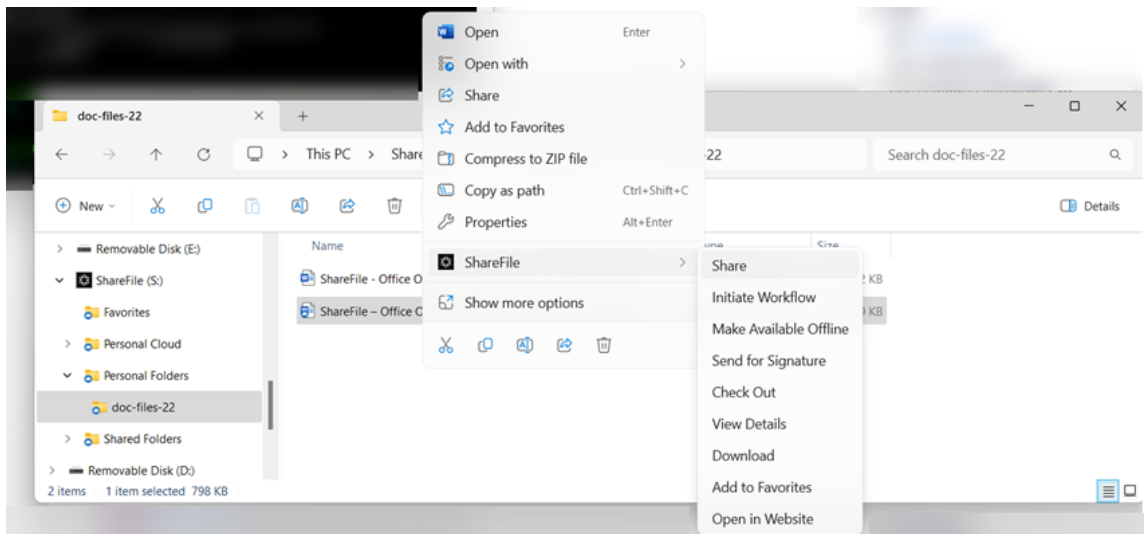 Open Enter
Open with
Share
Add to Favorites
Compress to ZIP file
Copy as path Ctrl+Shift+C
Properties Alt+Enter
ShareFile
Show more options
doc-files-22
This PC > Share
-22
Search doc-files-22
New
Details
Removable Disk (E:)
ShareFile (S:)
Favorites
Personal Cloud
Personal Folders
doc-files-22
Shared Folders
Removable Disk (D:)
Name
Size
ShareFile - Office O
KB
ShareFile – Office O
KB
Share
Initiate Workflow
Make Available Offline
Send for Signature
Check Out
View Details
Download
Add to Favorites
Open in Website
2 items 1 item selected 798 KB